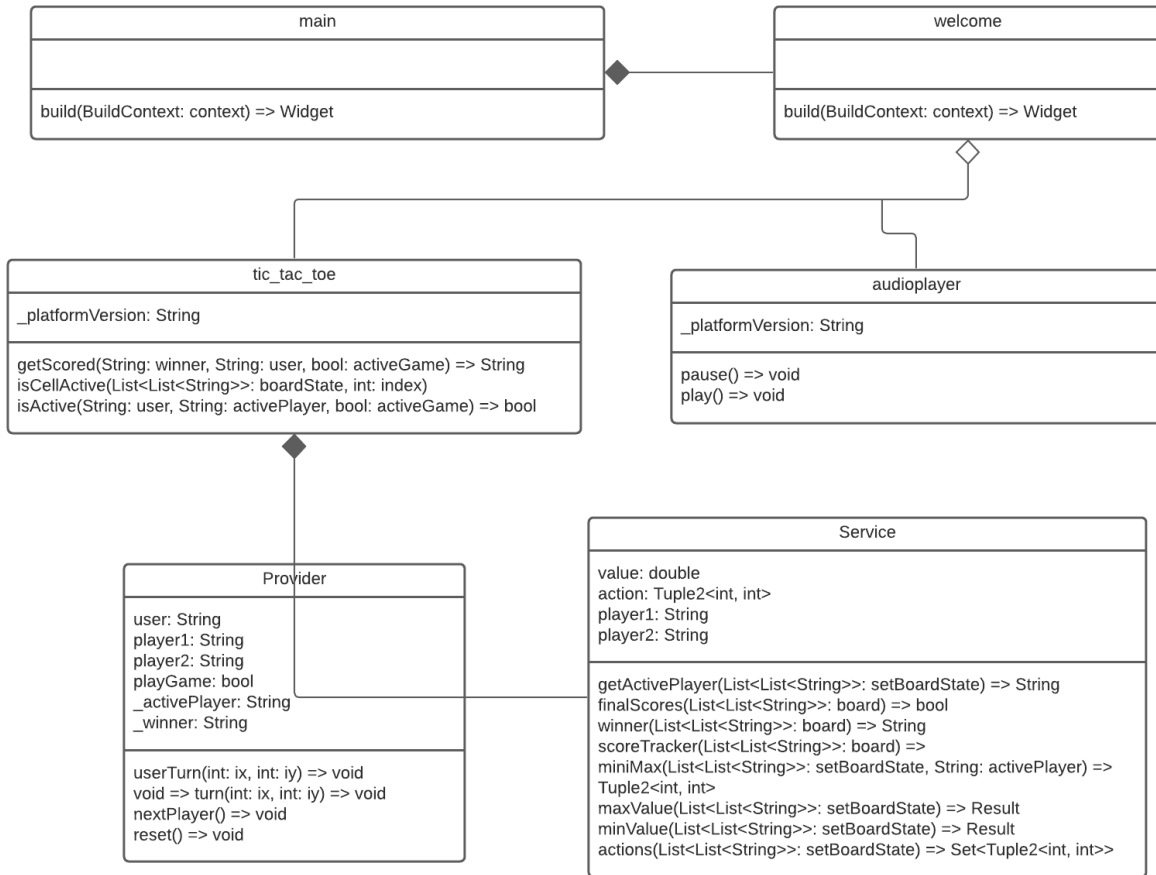 main
build(BuildContext: context) => Widget
welcome
build(BuildContext: context) => Widget
tic_tac_toe
_platformVersion: String
getScored(String: winner, String: user, bool: activeGame) => String
isCellActive(List<List<String>>: boardState, int: index)
isActive(String: user, String: activePlayer, bool: activeGame) => bool
audioplayer
_platformVersion: String
pause() => void
play() => void
Provider
user: String
player1: String
player2: String
playGame: bool
_activePlayer: String
_winner: String
userTurn(int: ix, int: iy) => void
void => turn(int: ix, int: iy) => void
nextPlayer() => void
reset() => void
Service
value: double
action: Tuple2<int, int>
player1: String
player2: String
getActivePlayer(List<List<String>>: setBoardState) => String
finalScores(List<List<String>>: board) => bool
winner(List<List<String>>: board) => String
scoreTracker(List<List<String>>: board) =>
miniMax(List<List<String>>: setBoardState, String: activePlayer) =>
Tuple2<int, int>
maxValue(List<List<String>>: setBoardState) => Result
minValue(List<List<String>>: setBoardState) => Result
actions(List<List<String>>: setBoardState) => Set<Tuple2<int, int>>